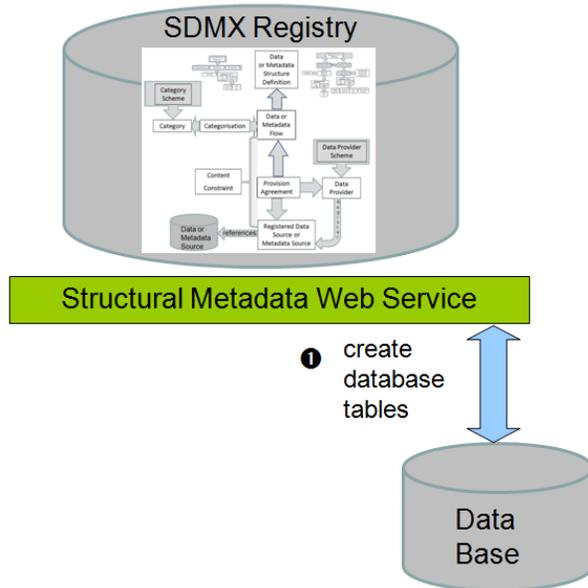 SDMX Registry
Data
or Metadata
Structure
Definition
Category
Scheme
Category
Categorisation
Data or
Metadata
Flow
Data Provider
Scheme
Content
Constraint
Provision
Agreement
Data
Provider
Data or
Metadata
Source
references
Registered Data
Source or
Metadata Source
Structural Metadata Web Service
❶ create
database
tables
Data
Base